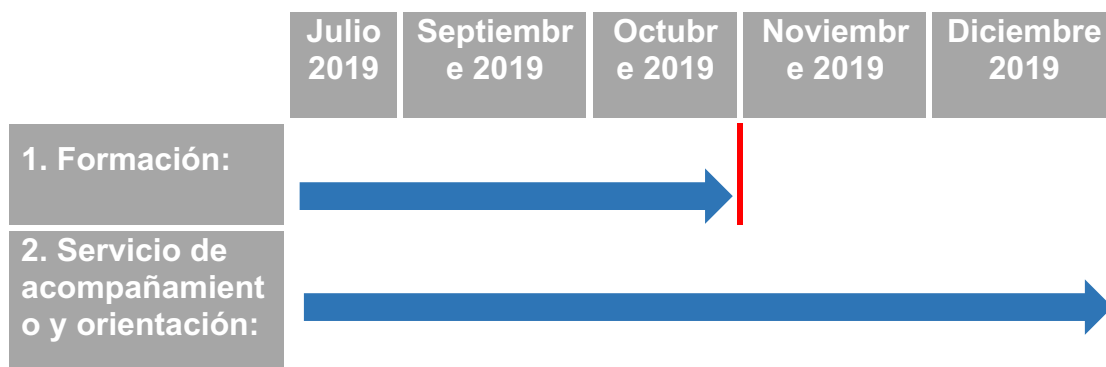 Julio
2019
Septiembr
e 2019
Octubr
e 2019
Noviembr
e 2019
Diciembre
2019
1. Formación:
2. Servicio de
acompañamient
o y orientación: